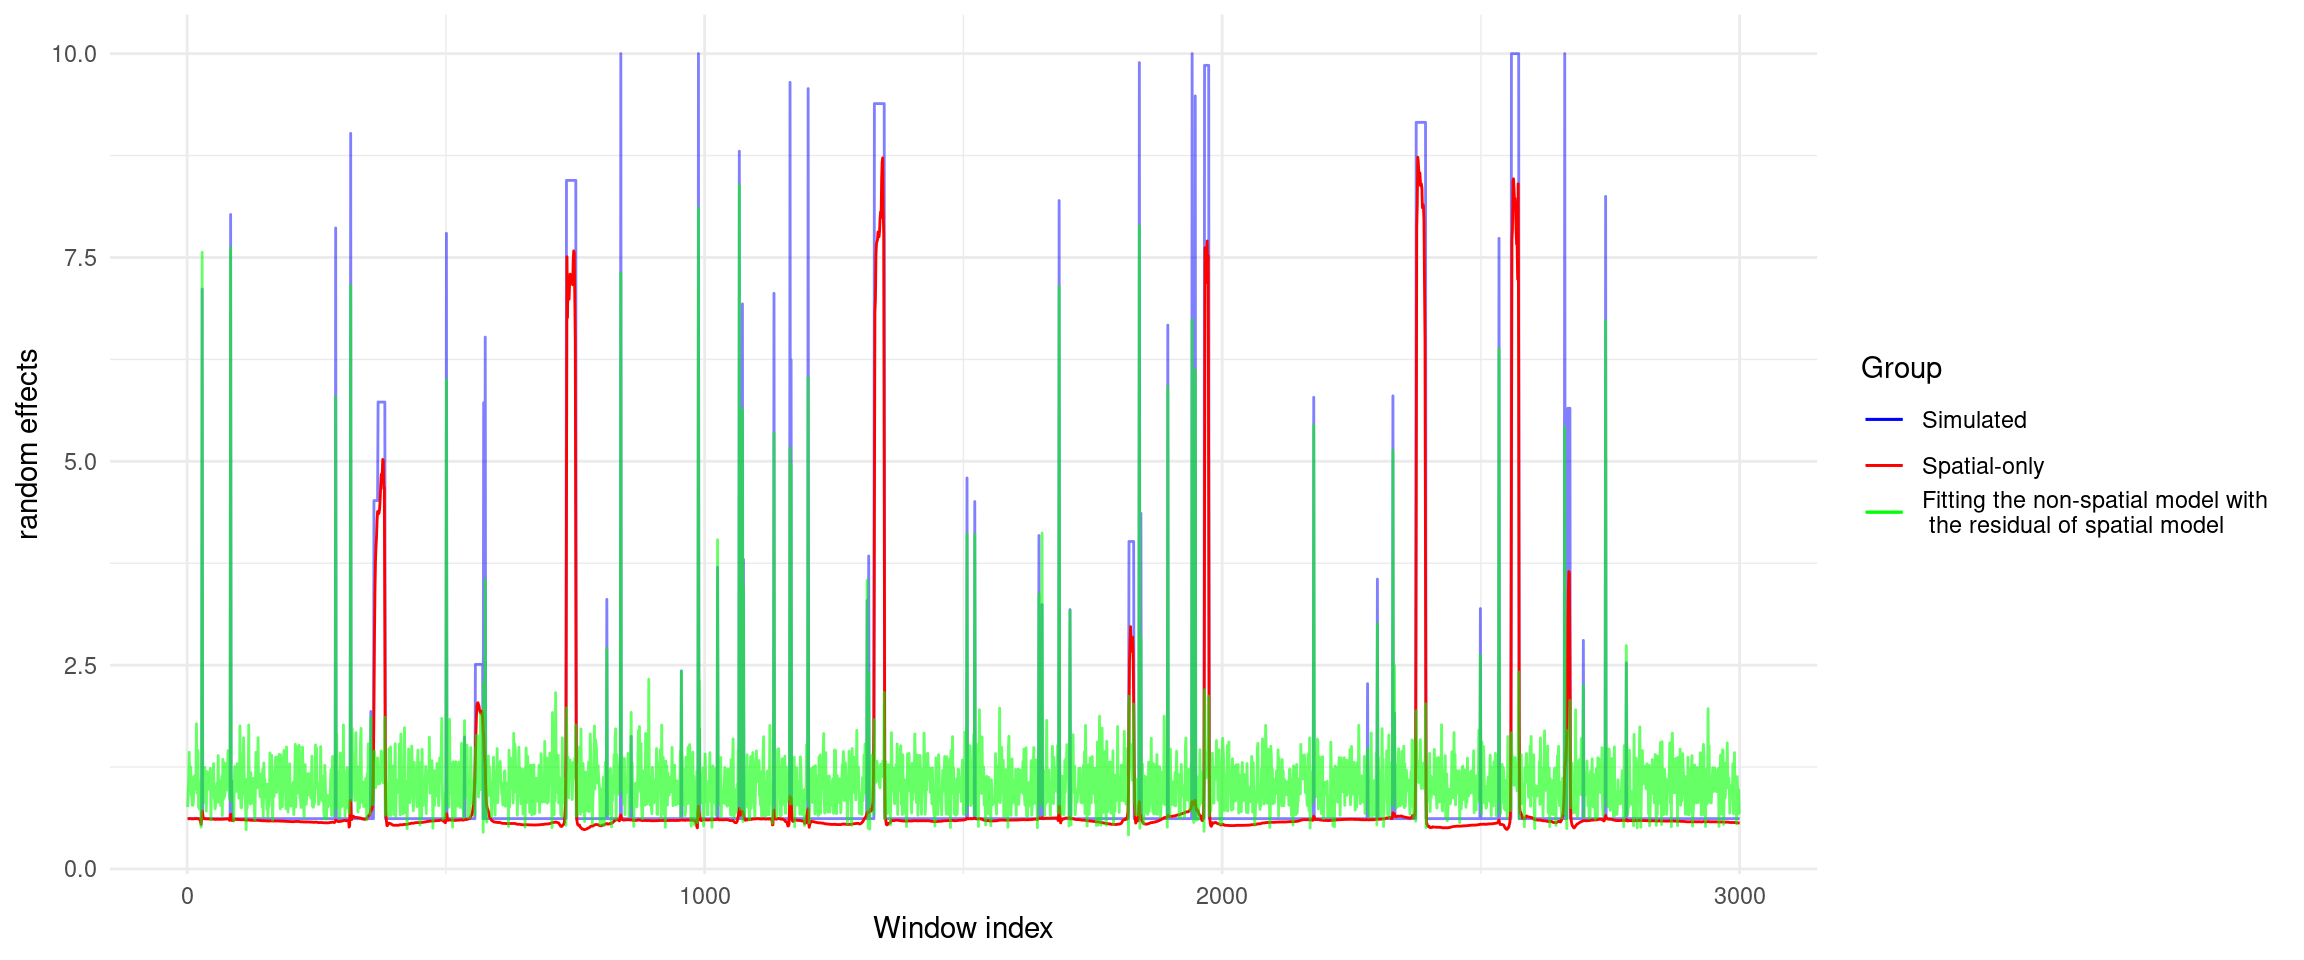 random effects
10.0
7.5
5.0
2.5
0.0
0
1000
2000
3000
Window index
Group
Simulated
Spatial-only
Fitting the non-spatial model with
the residual of spatial model